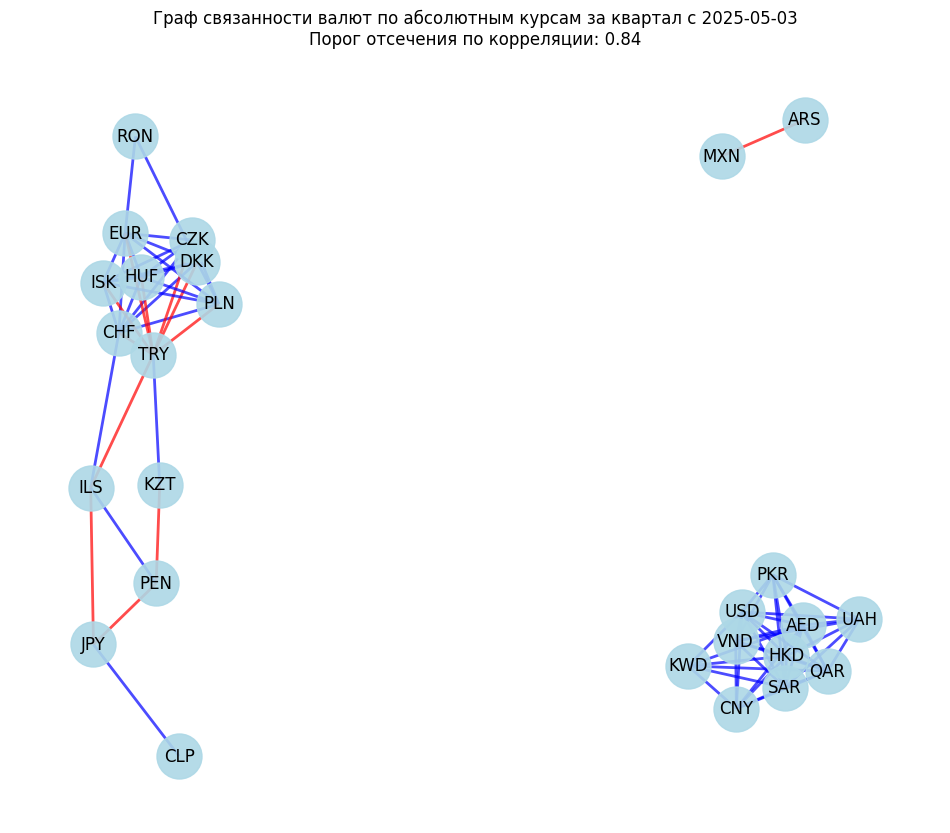 Граф связанности валют по абсолютным курсам за квартал с 2025-05-03
Порог отсечения по корреляции: 0.84
ARS
RON
MXN
EUR
CZK
DKK
HUF
ISK
PLN
CHF
TRY
KZT
ILS
PKR
PEN
USD
UAH
AED
VND
JPY
HKD
KWD
QAR
SAR
CNY
CLP